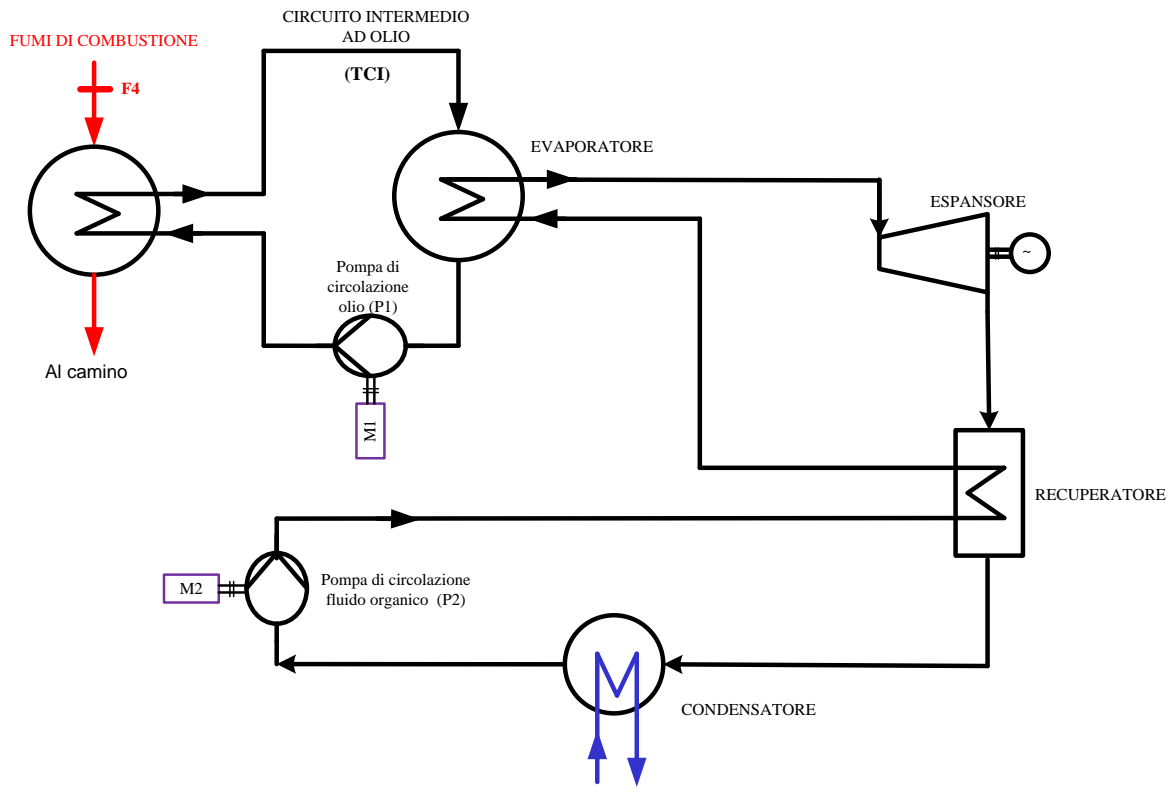 CIRCUITO INTERMEDIO
AD OLIO
(TCI)
FUMI DI COMBUSTIONE
F4
EVAPORATORE
ESPANSORE
~
Pompa di
circolazione
olio (P1)
Al camino
M1
RECUPERATORE
M2
Pompa di circolazione
fluido organico (P2)
CONDENSATORE